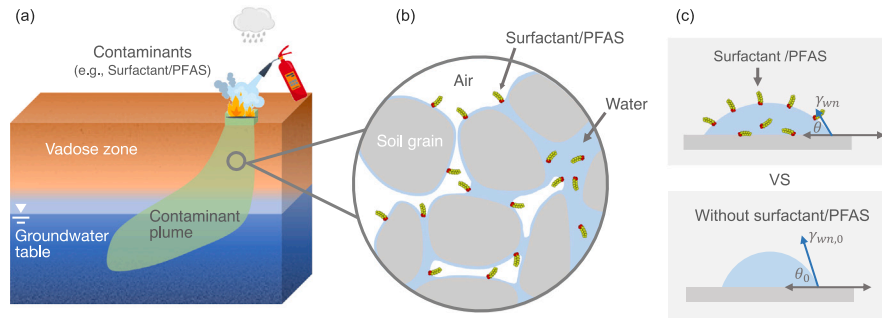 (a)
Contaminants
(e.g., Surfactant/PFAS)
Vadose zone
Groundwater
table
Contaminant
plume
(b)
Surfactant/PFAS
Air
Water
Soil grain
(c)
Surfactant /PFAS
γwn
θ
VS
Without surfactant/PFAS
γwn,0
θ0